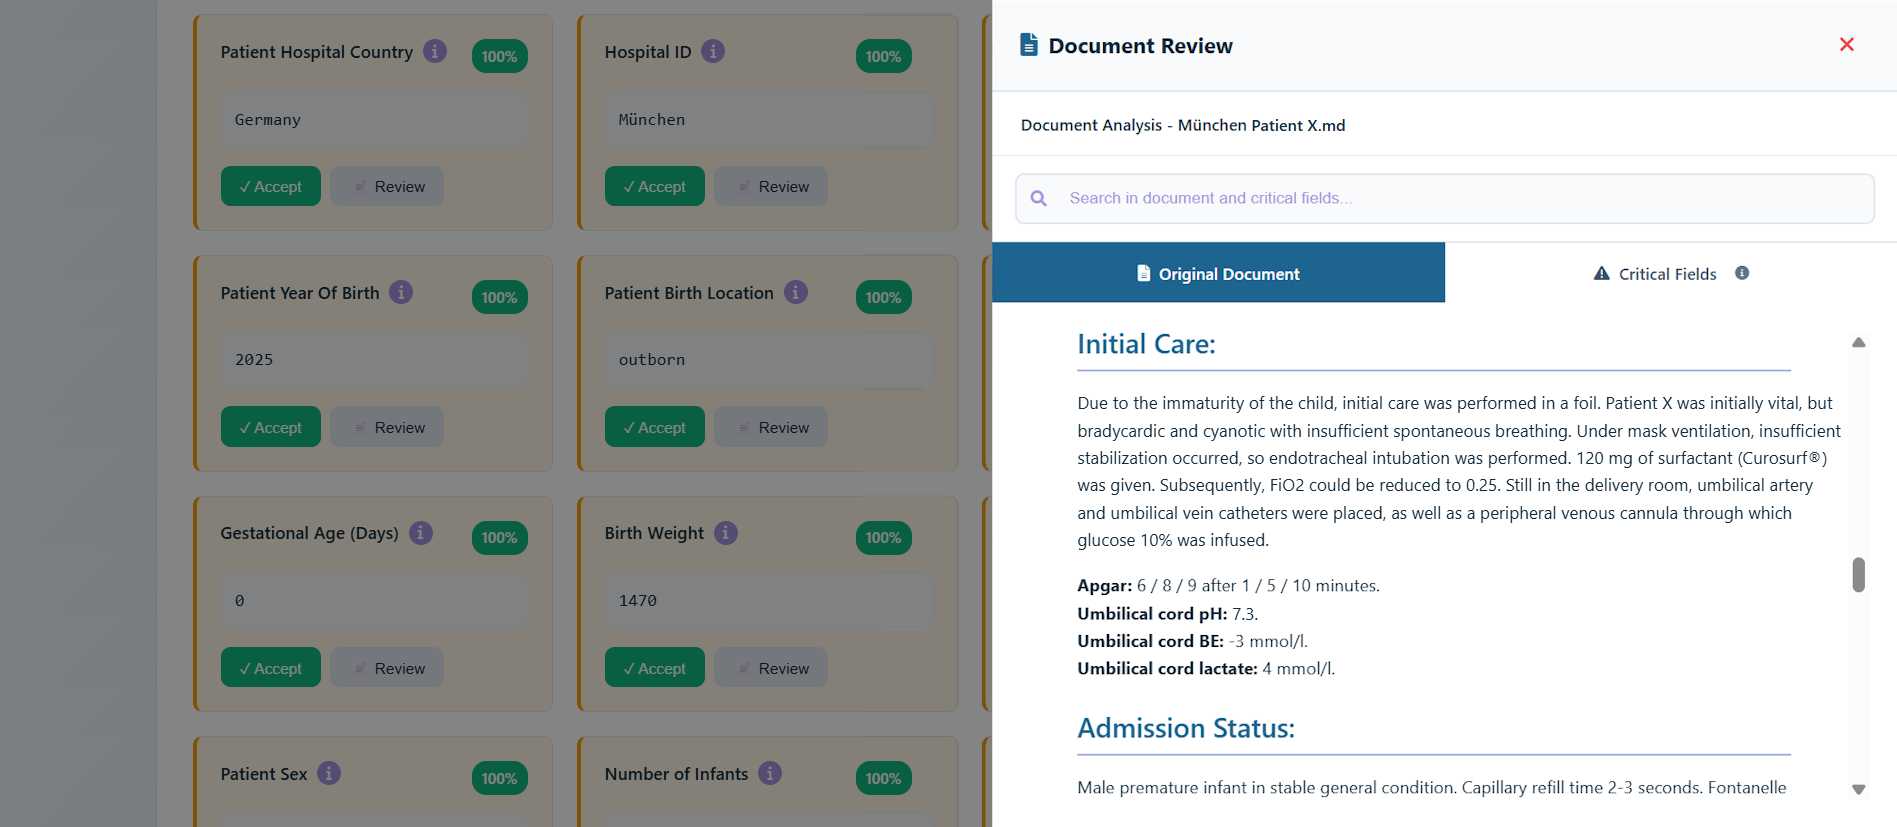 Patient Hospital Country i 100%
Germany
✓ Accept Review
Hospital ID i 100%
München
✓ Accept Review
Patient Year Of Birth i 100%
2025
✓ Accept Review
Patient Birth Location i 100%
outborn
✓ Accept Review
Gestational Age (Days) i 100%
0
✓ Accept Review
Birth Weight i 100%
1470
✓ Accept Review
Patient Sex i 100%
Number of Infants i 100%
Document Review
Document Analysis - München Patient X.md
Search in document and critical fields...
Original Document
Critical Fields i
Initial Care:
Due to the immaturity of the child, initial care was performed in a foil. Patient X was initially vital, but
bradycardic and cyanotic with insufficient spontaneous breathing. Under mask ventilation, insufficient
stabilization occurred, so endotracheal intubation was performed. 120 mg of surfactant (Curosurf®)
was given. Subsequently, FiO2 could be reduced to 0.25. Still in the delivery room, umbilical artery
and umbilical vein catheters were placed, as well as a peripheral venous cannula through which
glucose 10% was infused.
Apgar: 6 / 8 / 9 after 1 / 5 / 10 minutes.
Umbilical cord pH: 7.3.
Umbilical cord BE: -3 mmol/l.
Umbilical cord lactate: 4 mmol/l.
Admission Status:
Male premature infant in stable general condition. Capillary refill time 2-3 seconds. Fontanelle